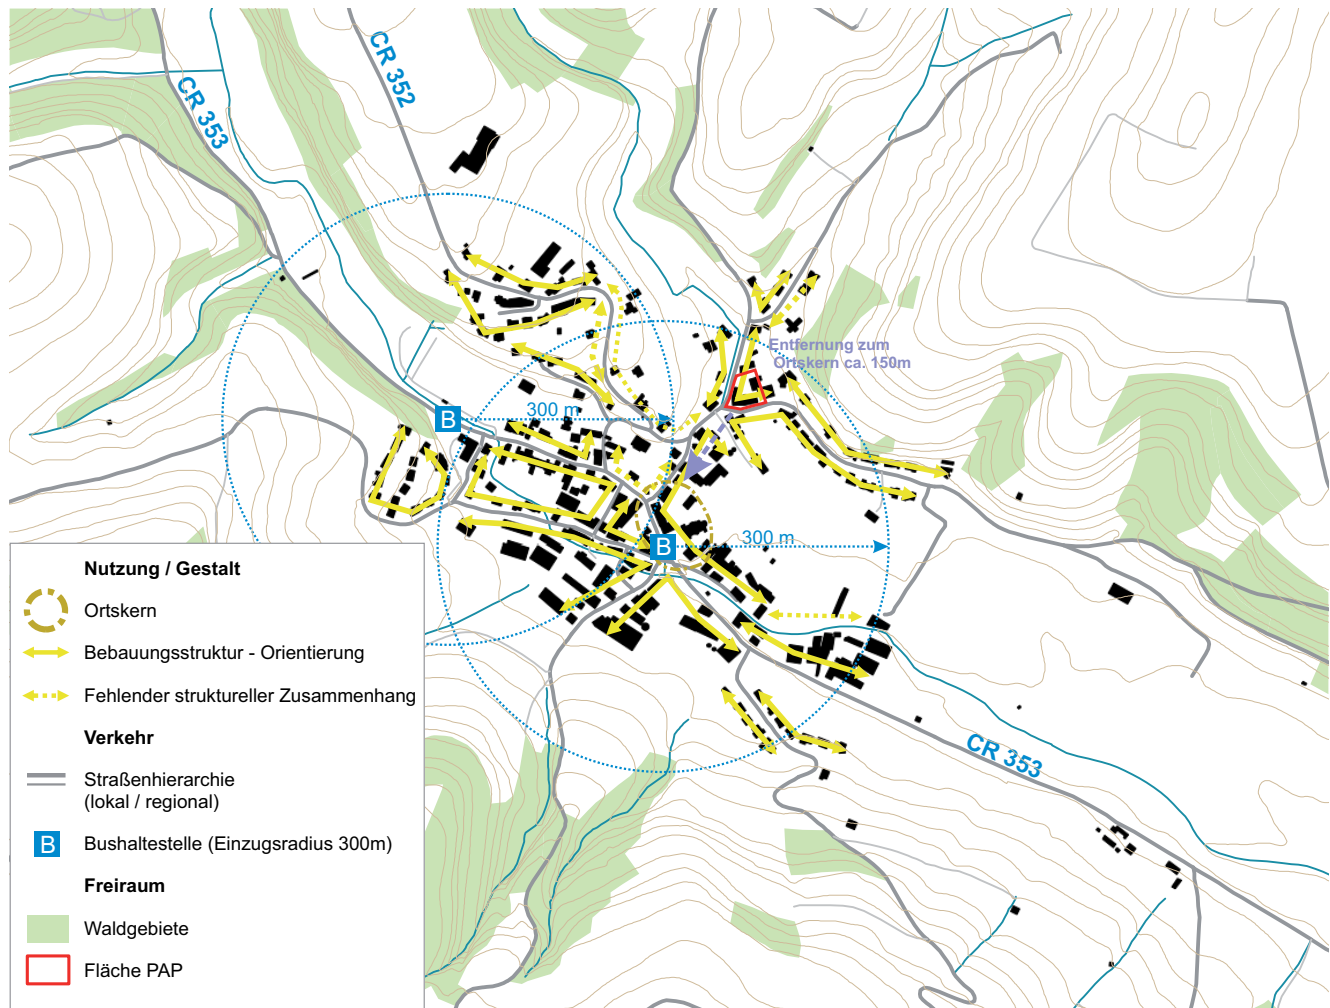 CR 352
CR 353
Entfernung zum
Ortskern ca. 150m
B
300 m
B
300 m
CR 353
Nutzung / Gestalt
Ortskern
Bebauungsstruktur - Orientierung
Fehlender struktureller Zusammenhang
Verkehr
Straßenhierarchie
(lokal / regional)
B
Bushaltestelle (Einzugsradius 300m)
Freiraum
Waldgebiete
Fläche PAP